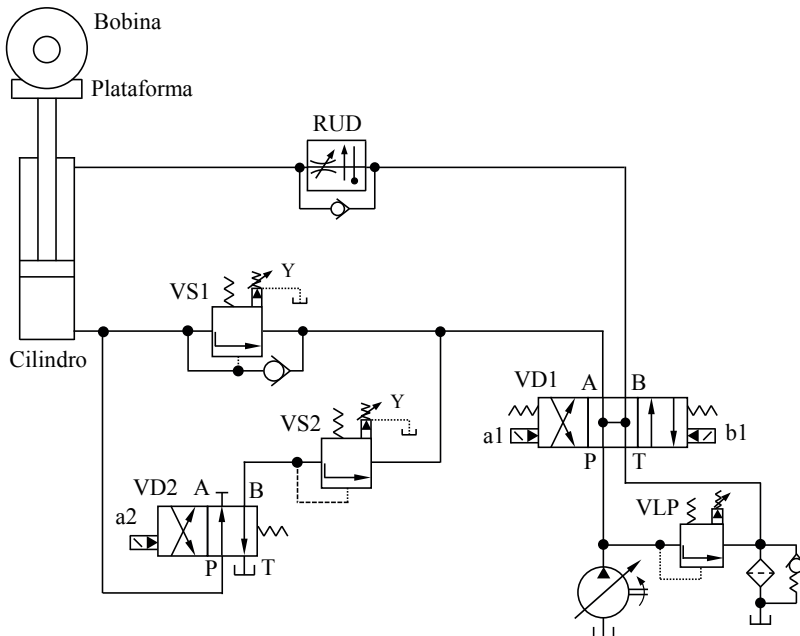 Bobina
Plataforma
RUD
Y
VS1
Cilindro
A B
VD1
Y
VS2
a1
b1
P T
A B
VD2
a2
VLP
P T